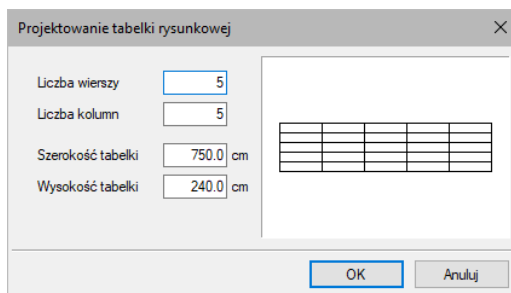 Projektowanie tabelki rysunkowej
Liczba wierszy 5
Liczba kolumn 5
Szerokość tabelki 750.0 cm
Wysokość tabelki 240.0 cm
OK Anuluj